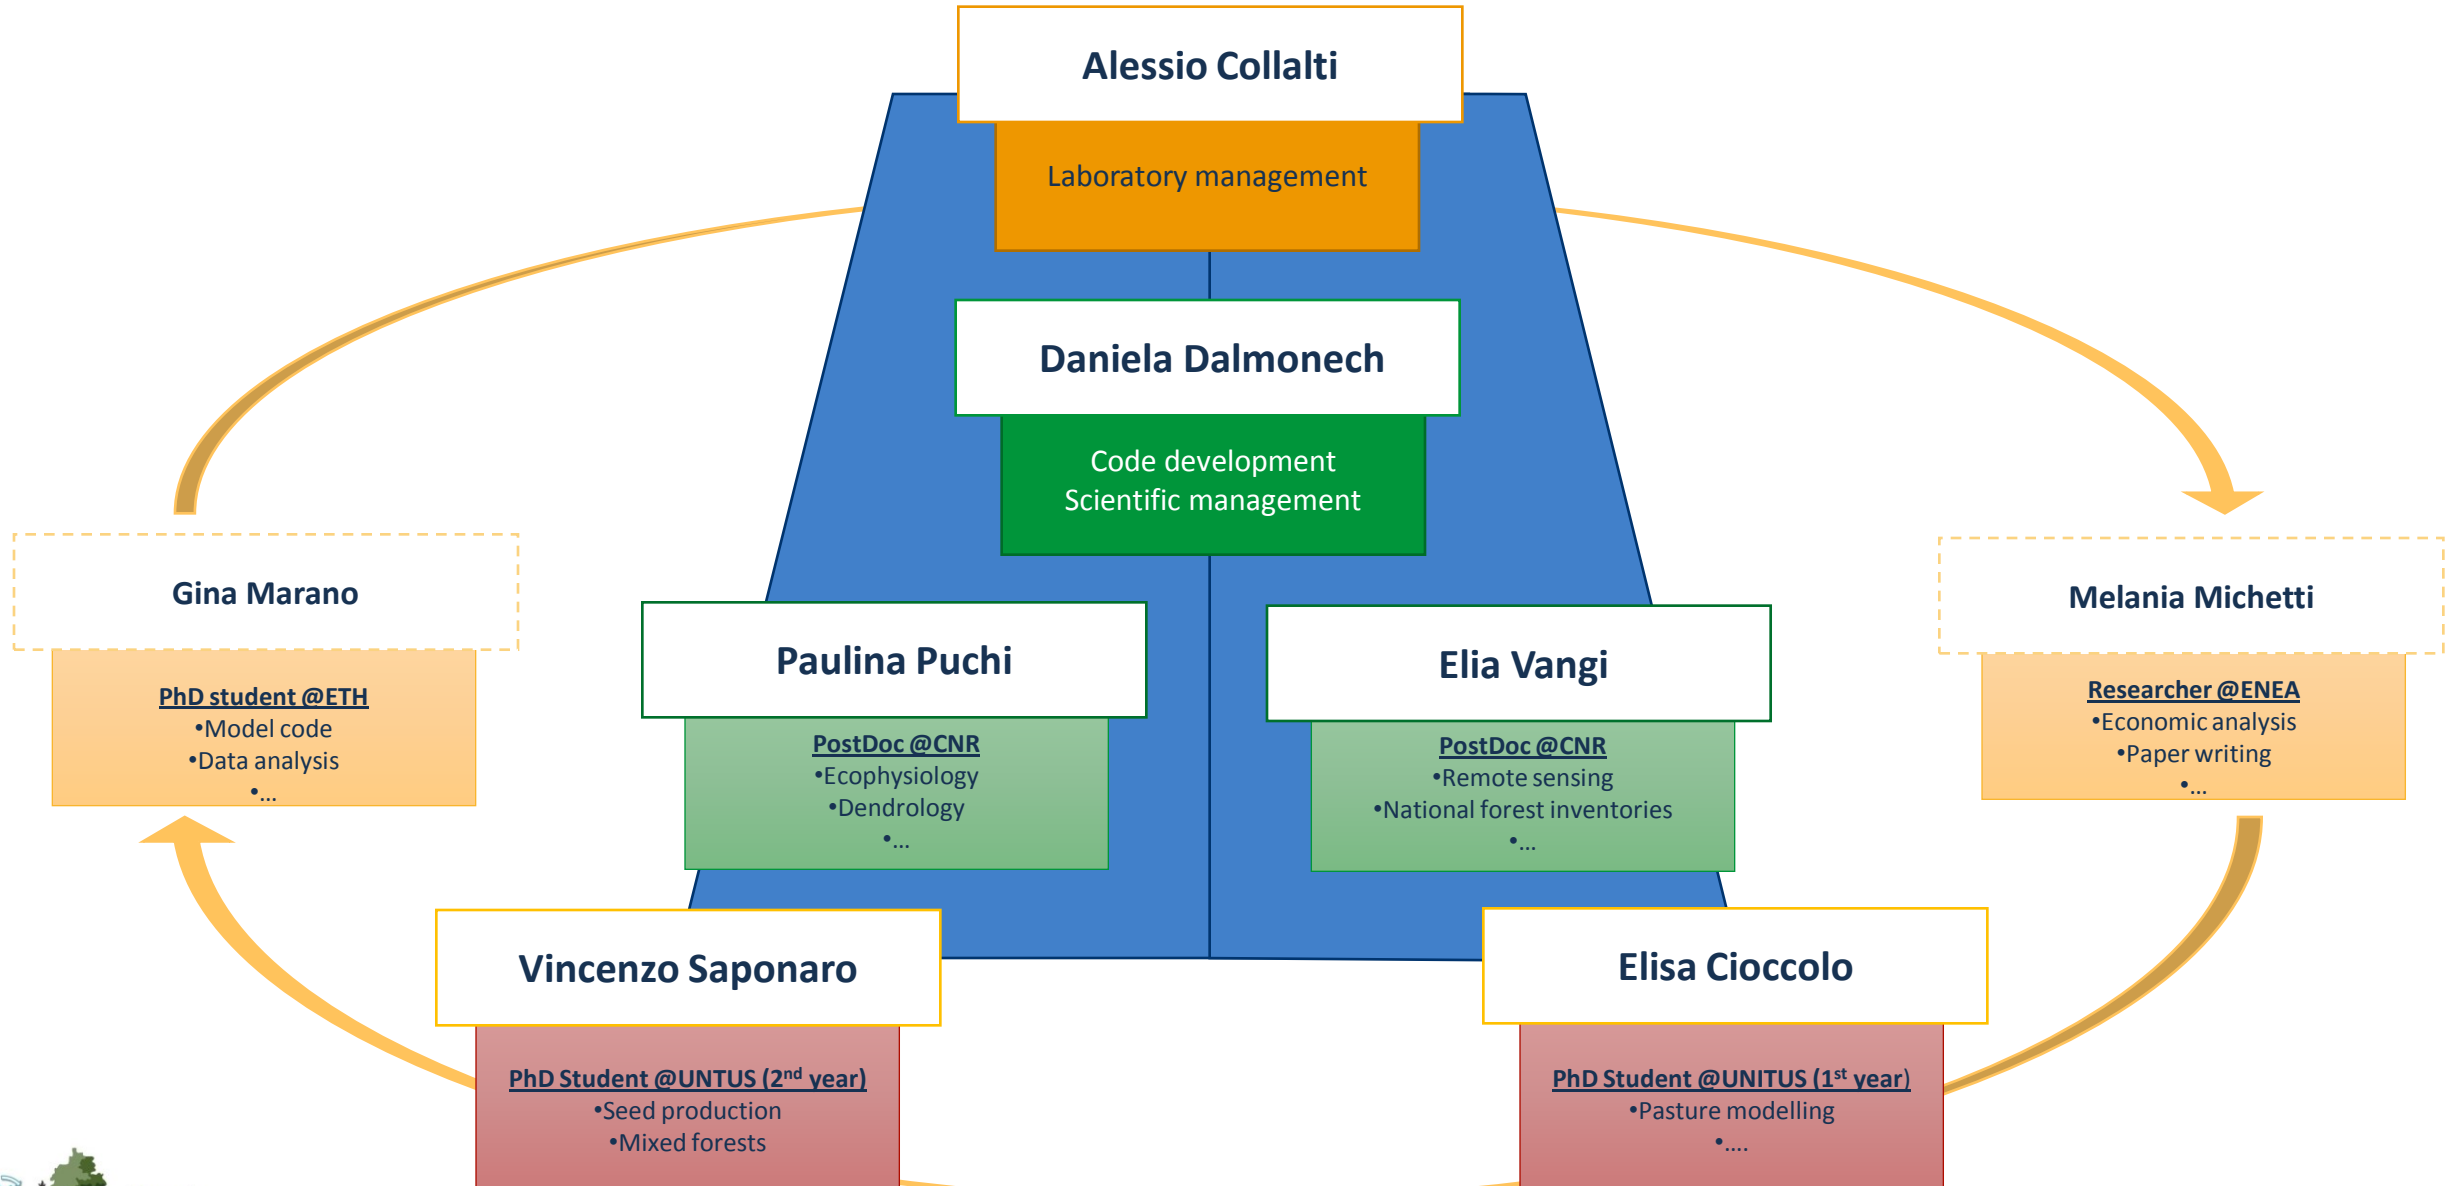 Alessio Collalti
Laboratory management
Daniela Dalmonech
Code development
Scientific management
Gina Marano
PhD student @ETH
•Model code
•Data analysis
•...
Paulina Puchi
PostDoc @CNR
•Ecophysiology
•Dendrology
•...
Elia Vangi
PostDoc @CNR
•Remote sensing
•National forest inventories
•...
Melania Michetti
Researcher @ENEA
•Economic analysis
•Paper writing
•...
Vincenzo Saponaro
PhD Student @UNTUS (2nd year)
•Seed production
•Mixed forests
Elisa Cioccolo
PhD Student @UNITUS (1st year)
•Pasture modelling
•....